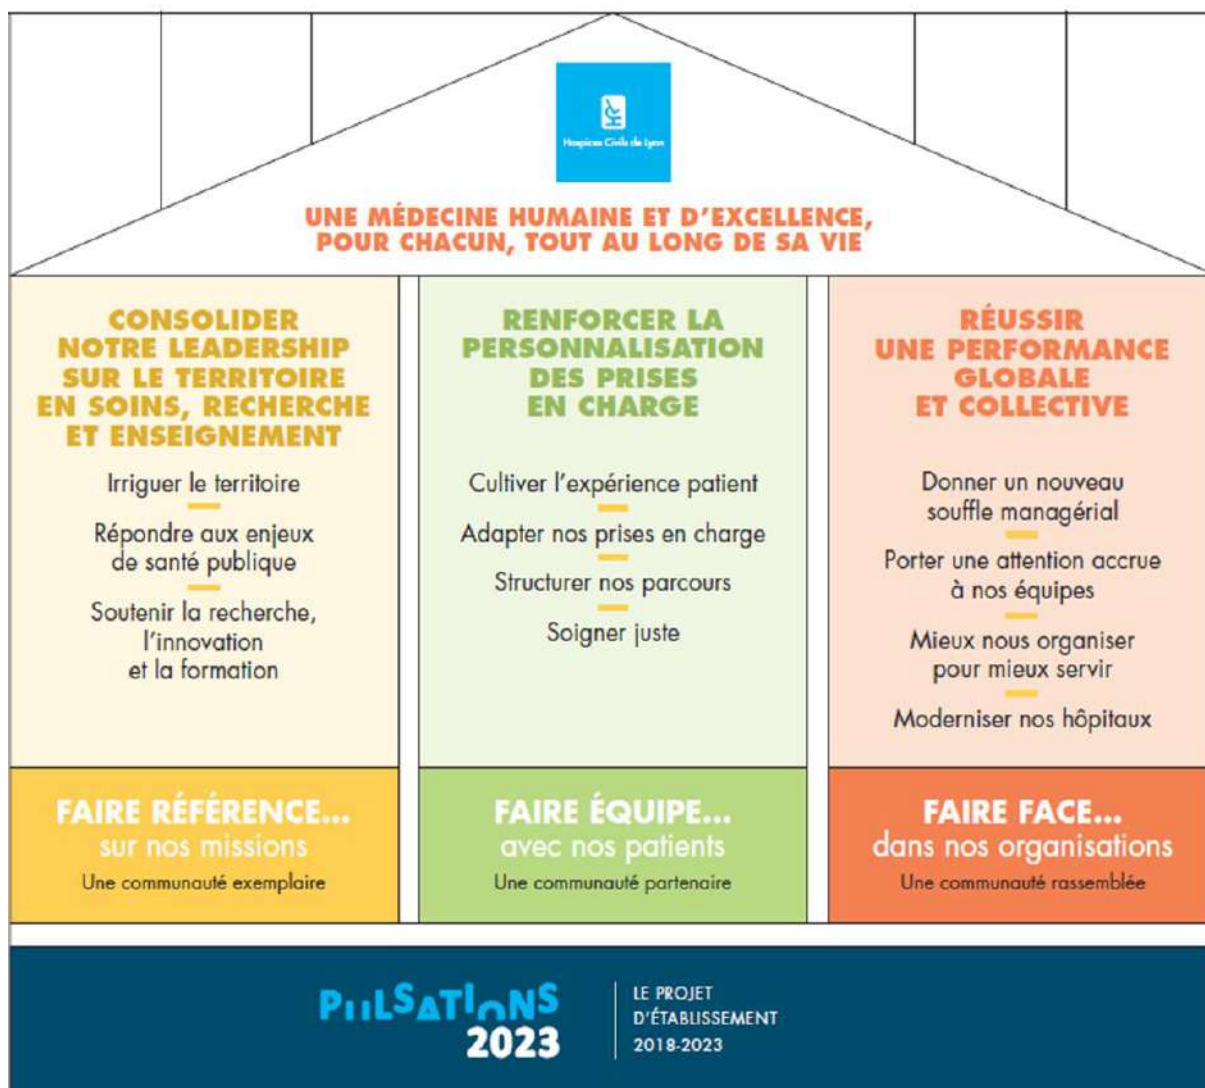 Hospices Civils de Lyon
UNE MÉDECINE HUMAINE ET D'EXCELLENCE,
POUR CHACUN, TOUT AU LONG DE SA VIE
CONSOLIDER
NOTRE LEADERSHIP
SUR LE TERRITOIRE
EN SOINS, RECHERCHE
ET ENSEIGNEMENT
Irriguer le territoire
Répondre aux enjeux
de santé publique
Soutenir la recherche,
l'innovation
et la formation
FAIRE RÉFÉRENCE...
sur nos missions
Une communauté exemplaire
RENFORCER LA
PERSONNALISATION
DES PRISES
EN CHARGE
Cultiver l'expérience patient
Adapter nos prises en charge
Structurer nos parcours
Soigner juste
FAIRE ÉQUIPE...
avec nos patients
Une communauté partenaire
RÉUSSIR
UNE PERFORMANCE
GLOBALE
ET COLLECTIVE
Donner un nouveau
souffle managérial
Porter une attention accrue
à nos équipes
Mieux nous organiser
pour mieux servir
Moderniser nos hôpitaux
FAIRE FACE...
dans nos organisations
Une communauté rassemblée
PULSATIONS
2023
LE PROJET
D'ÉTABLISSEMENT
2018-2023